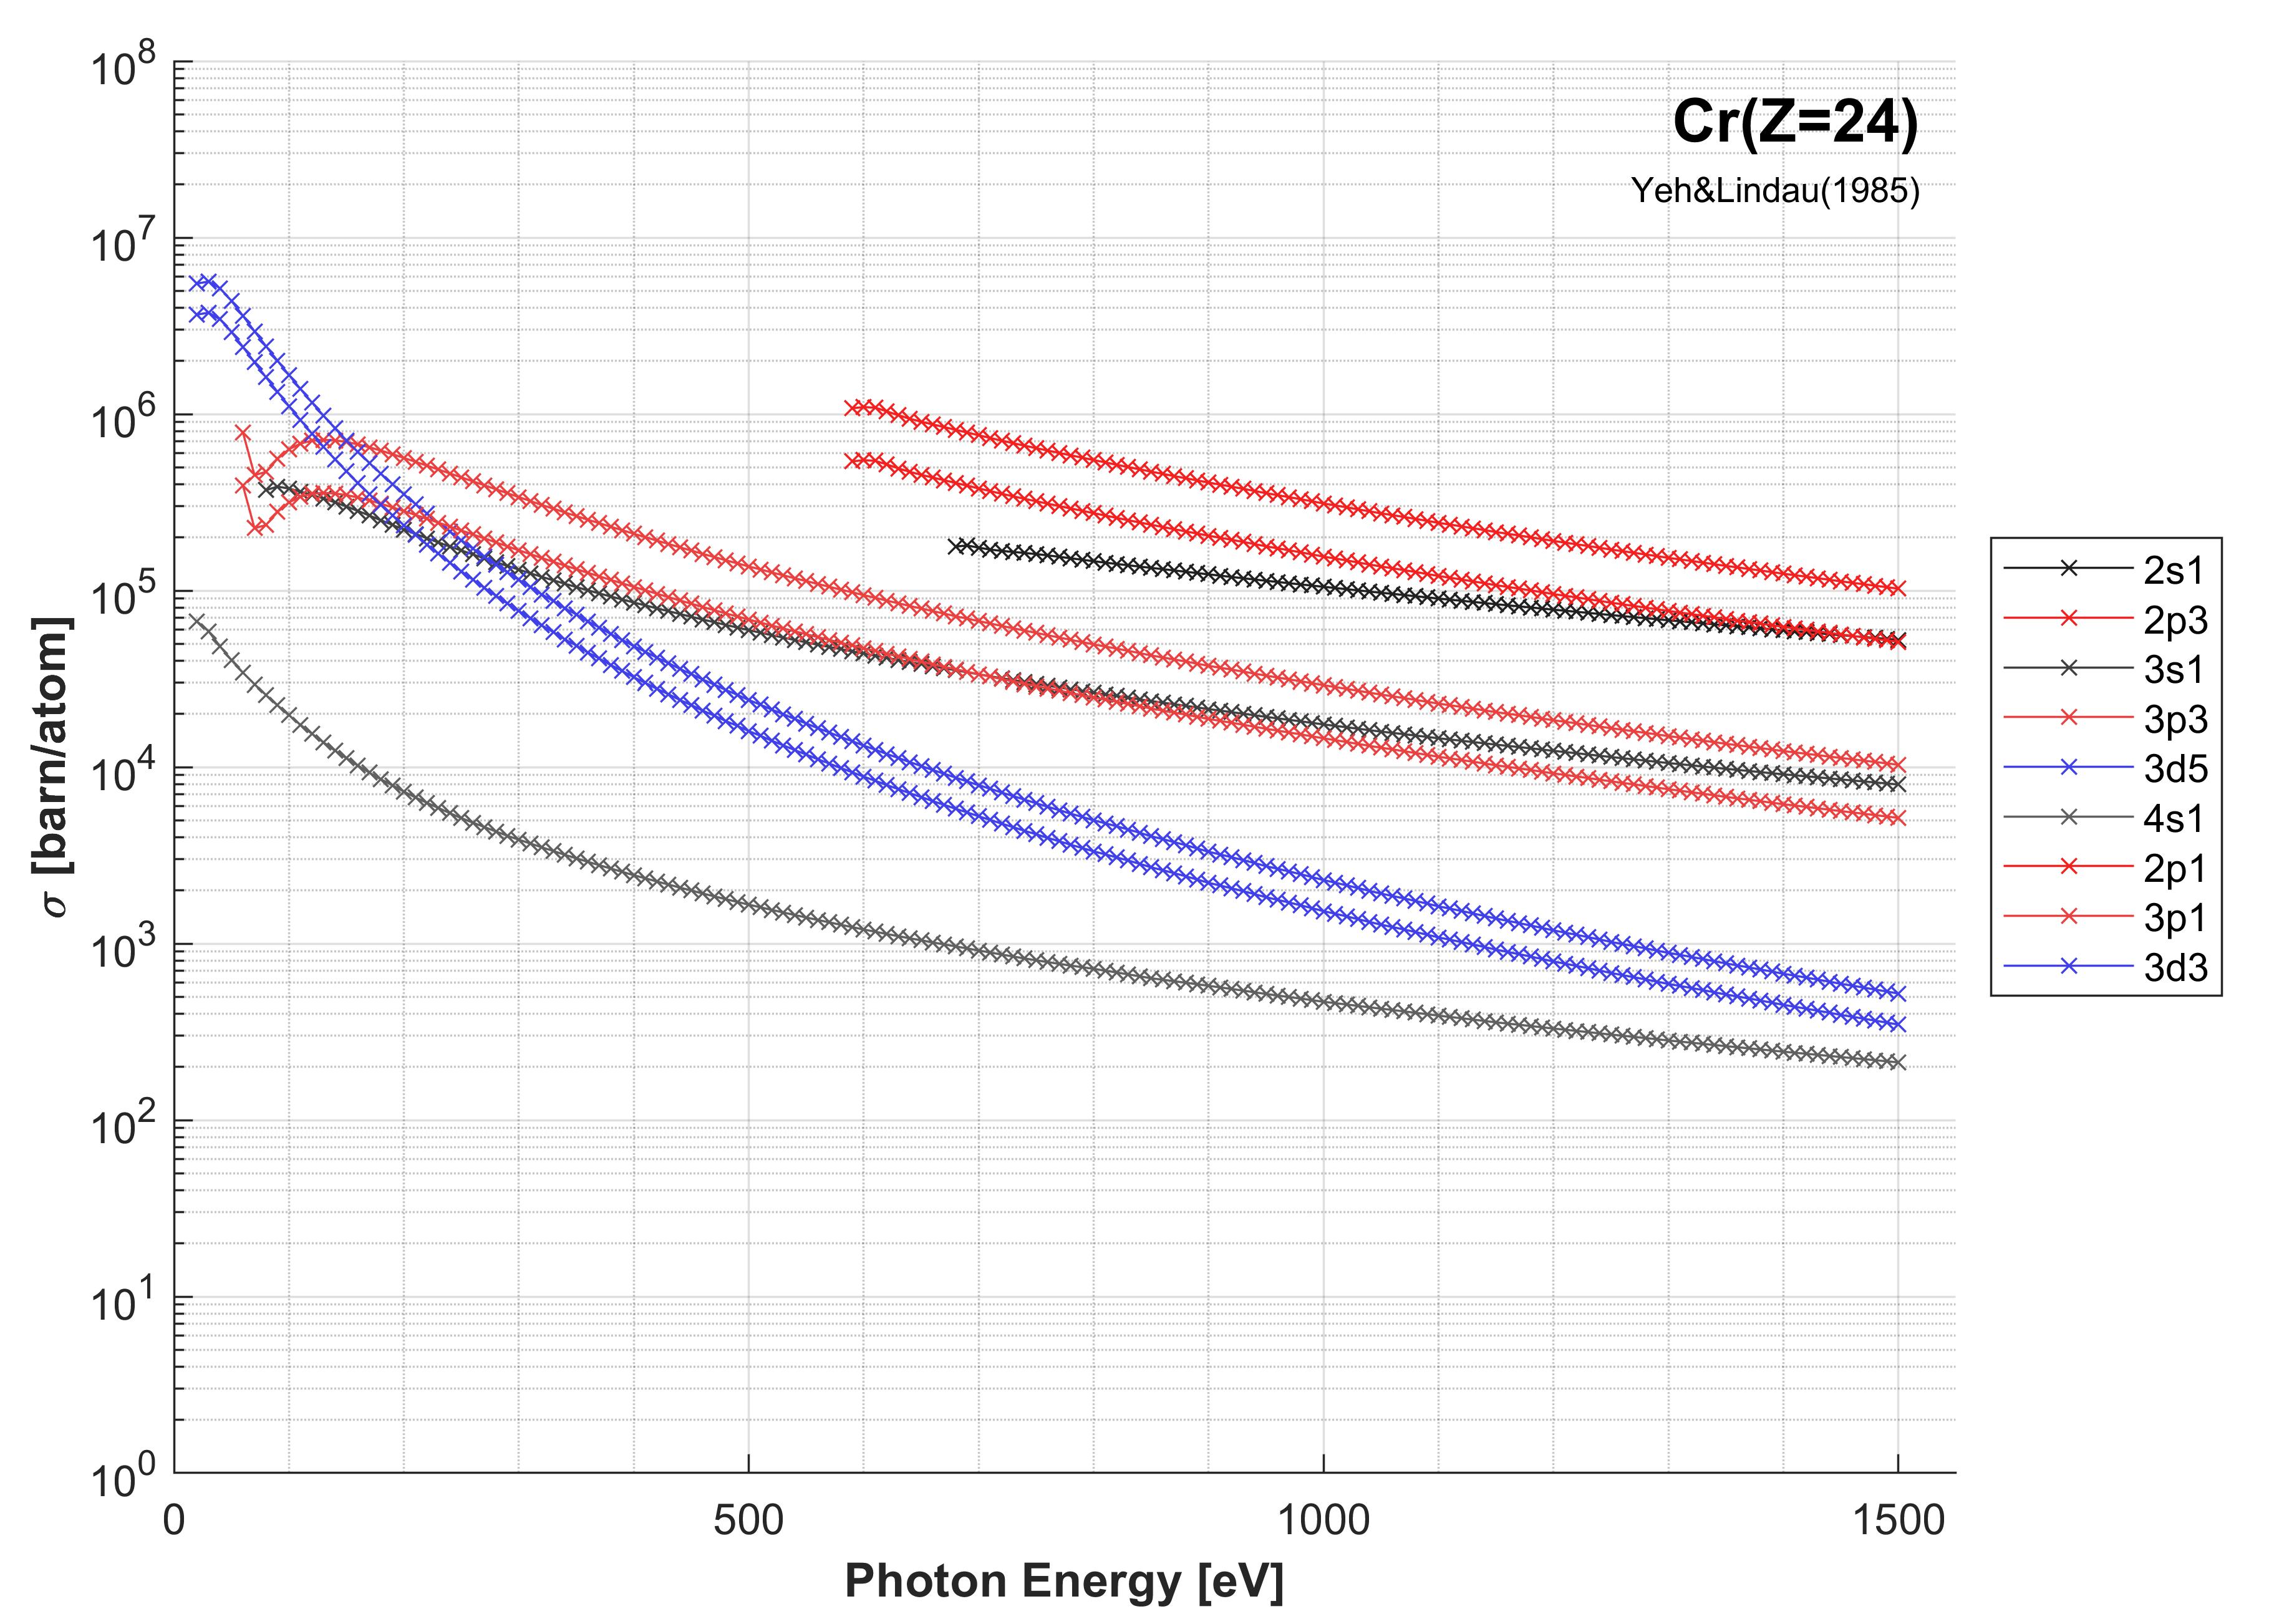 Cr(Z=24)
Yeh&Lindau(1985)
10^8
10^7
10^6
10^5
10^4
10^3
10^2
10^1
10^0
σ [barn/atom]
0 500 1000 1500
Photon Energy [eV]
2s1
2p3
3s1
3p3
3d5
4s1
2p1
3p1
3d3